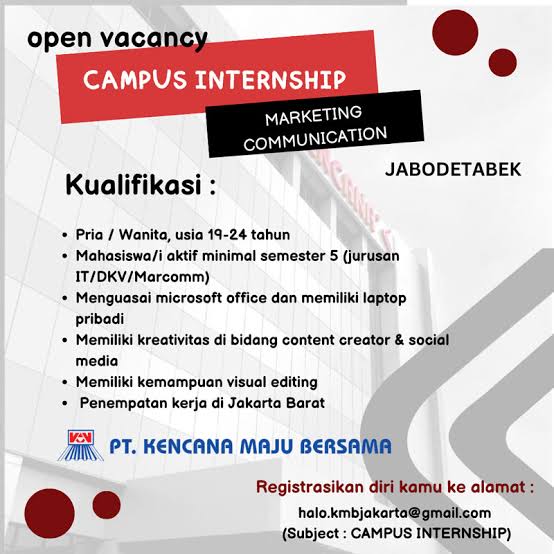 open vacancy
CAMPUS INTERNSHIP
MARKETING
COMMUNICATION
JABODETABEK
Kualifikasi :
• Pria / Wanita, usia 19-24 tahun
• Mahasiswa/i aktif minimal semester 5 (jurusan
IT/DKV/Marcomm)
• Menguasai microsoft office dan memiliki laptop
pribadi
• Memiliki kreativitas di bidang content creator & social
media
• Memiliki kemampuan visual editing
• Penempatan kerja di Jakarta Barat
PT. KENCANA MAJU BERSAMA
Registrasikan diri kamu ke alamat :
halo.kmbjakarta@gmail.com
(Subject : CAMPUS INTERNSHIP)